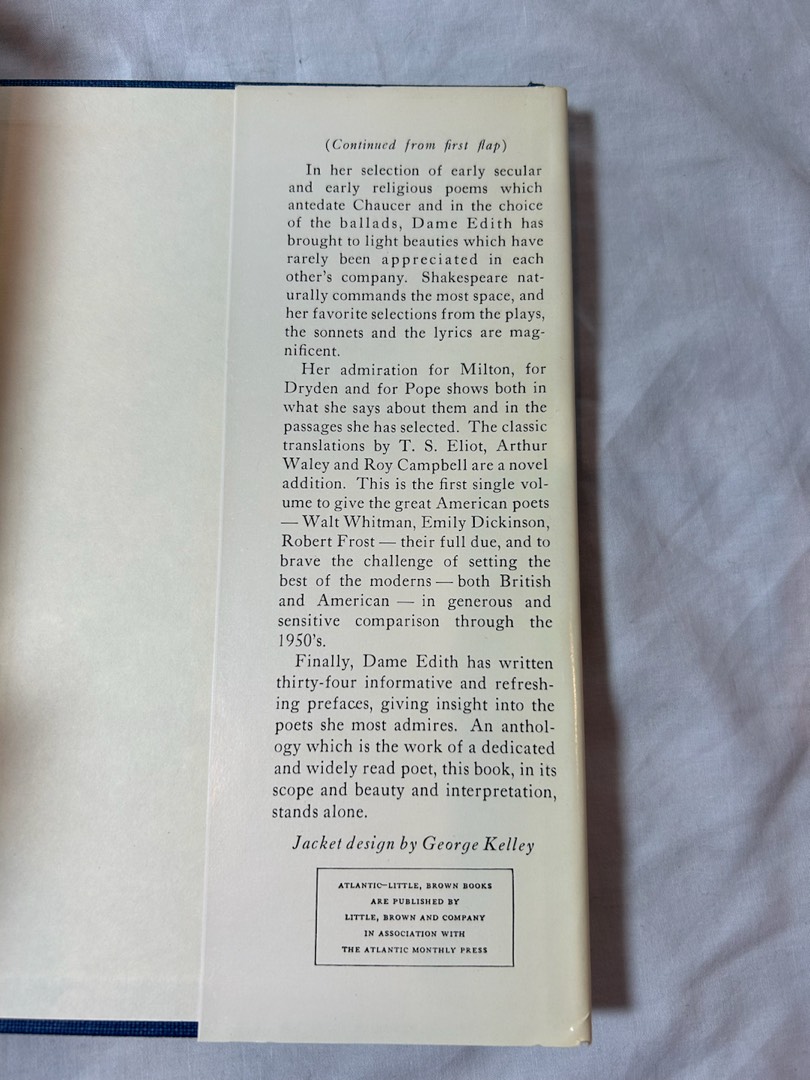 (Continued from first flap)
In her selection of early secular
and early religious poems which
antedate Chaucer and in the choice
of the ballads, Dame Edith has
brought to light beauties which have
rarely been appreciated in each
other's company. Shakespeare nat-
urally commands the most space, and
her favorite selections from the plays,
the sonnets and the lyrics are mag-
nificent.
Her admiration for Milton, for
Dryden and for Pope shows both in
what she says about them and in the
passages she has selected. The classic
translations by T. S. Eliot, Arthur
Waley and Roy Campbell are a novel
addition. This is the first single vol-
ume to give the great American poets
— Walt Whitman, Emily Dickinson,
Robert Frost — their full due, and to
brave the challenge of setting the
best of the moderns — both British
and American — in generous and
sensitive comparison through the
1950's.
Finally, Dame Edith has written
thirty-four informative and refresh-
ing prefaces, giving insight into the
poets she most admires. An anthol-
ogy which is the work of a dedicated
and widely read poet, this book, in its
scope and beauty and interpretation,
stands alone.
Jacket design by George Kelley
ATLANTIC–LITTLE, BROWN BOOKS
ARE PUBLISHED BY
LITTLE, BROWN AND COMPANY
IN ASSOCIATION WITH
THE ATLANTIC MONTHLY PRESS